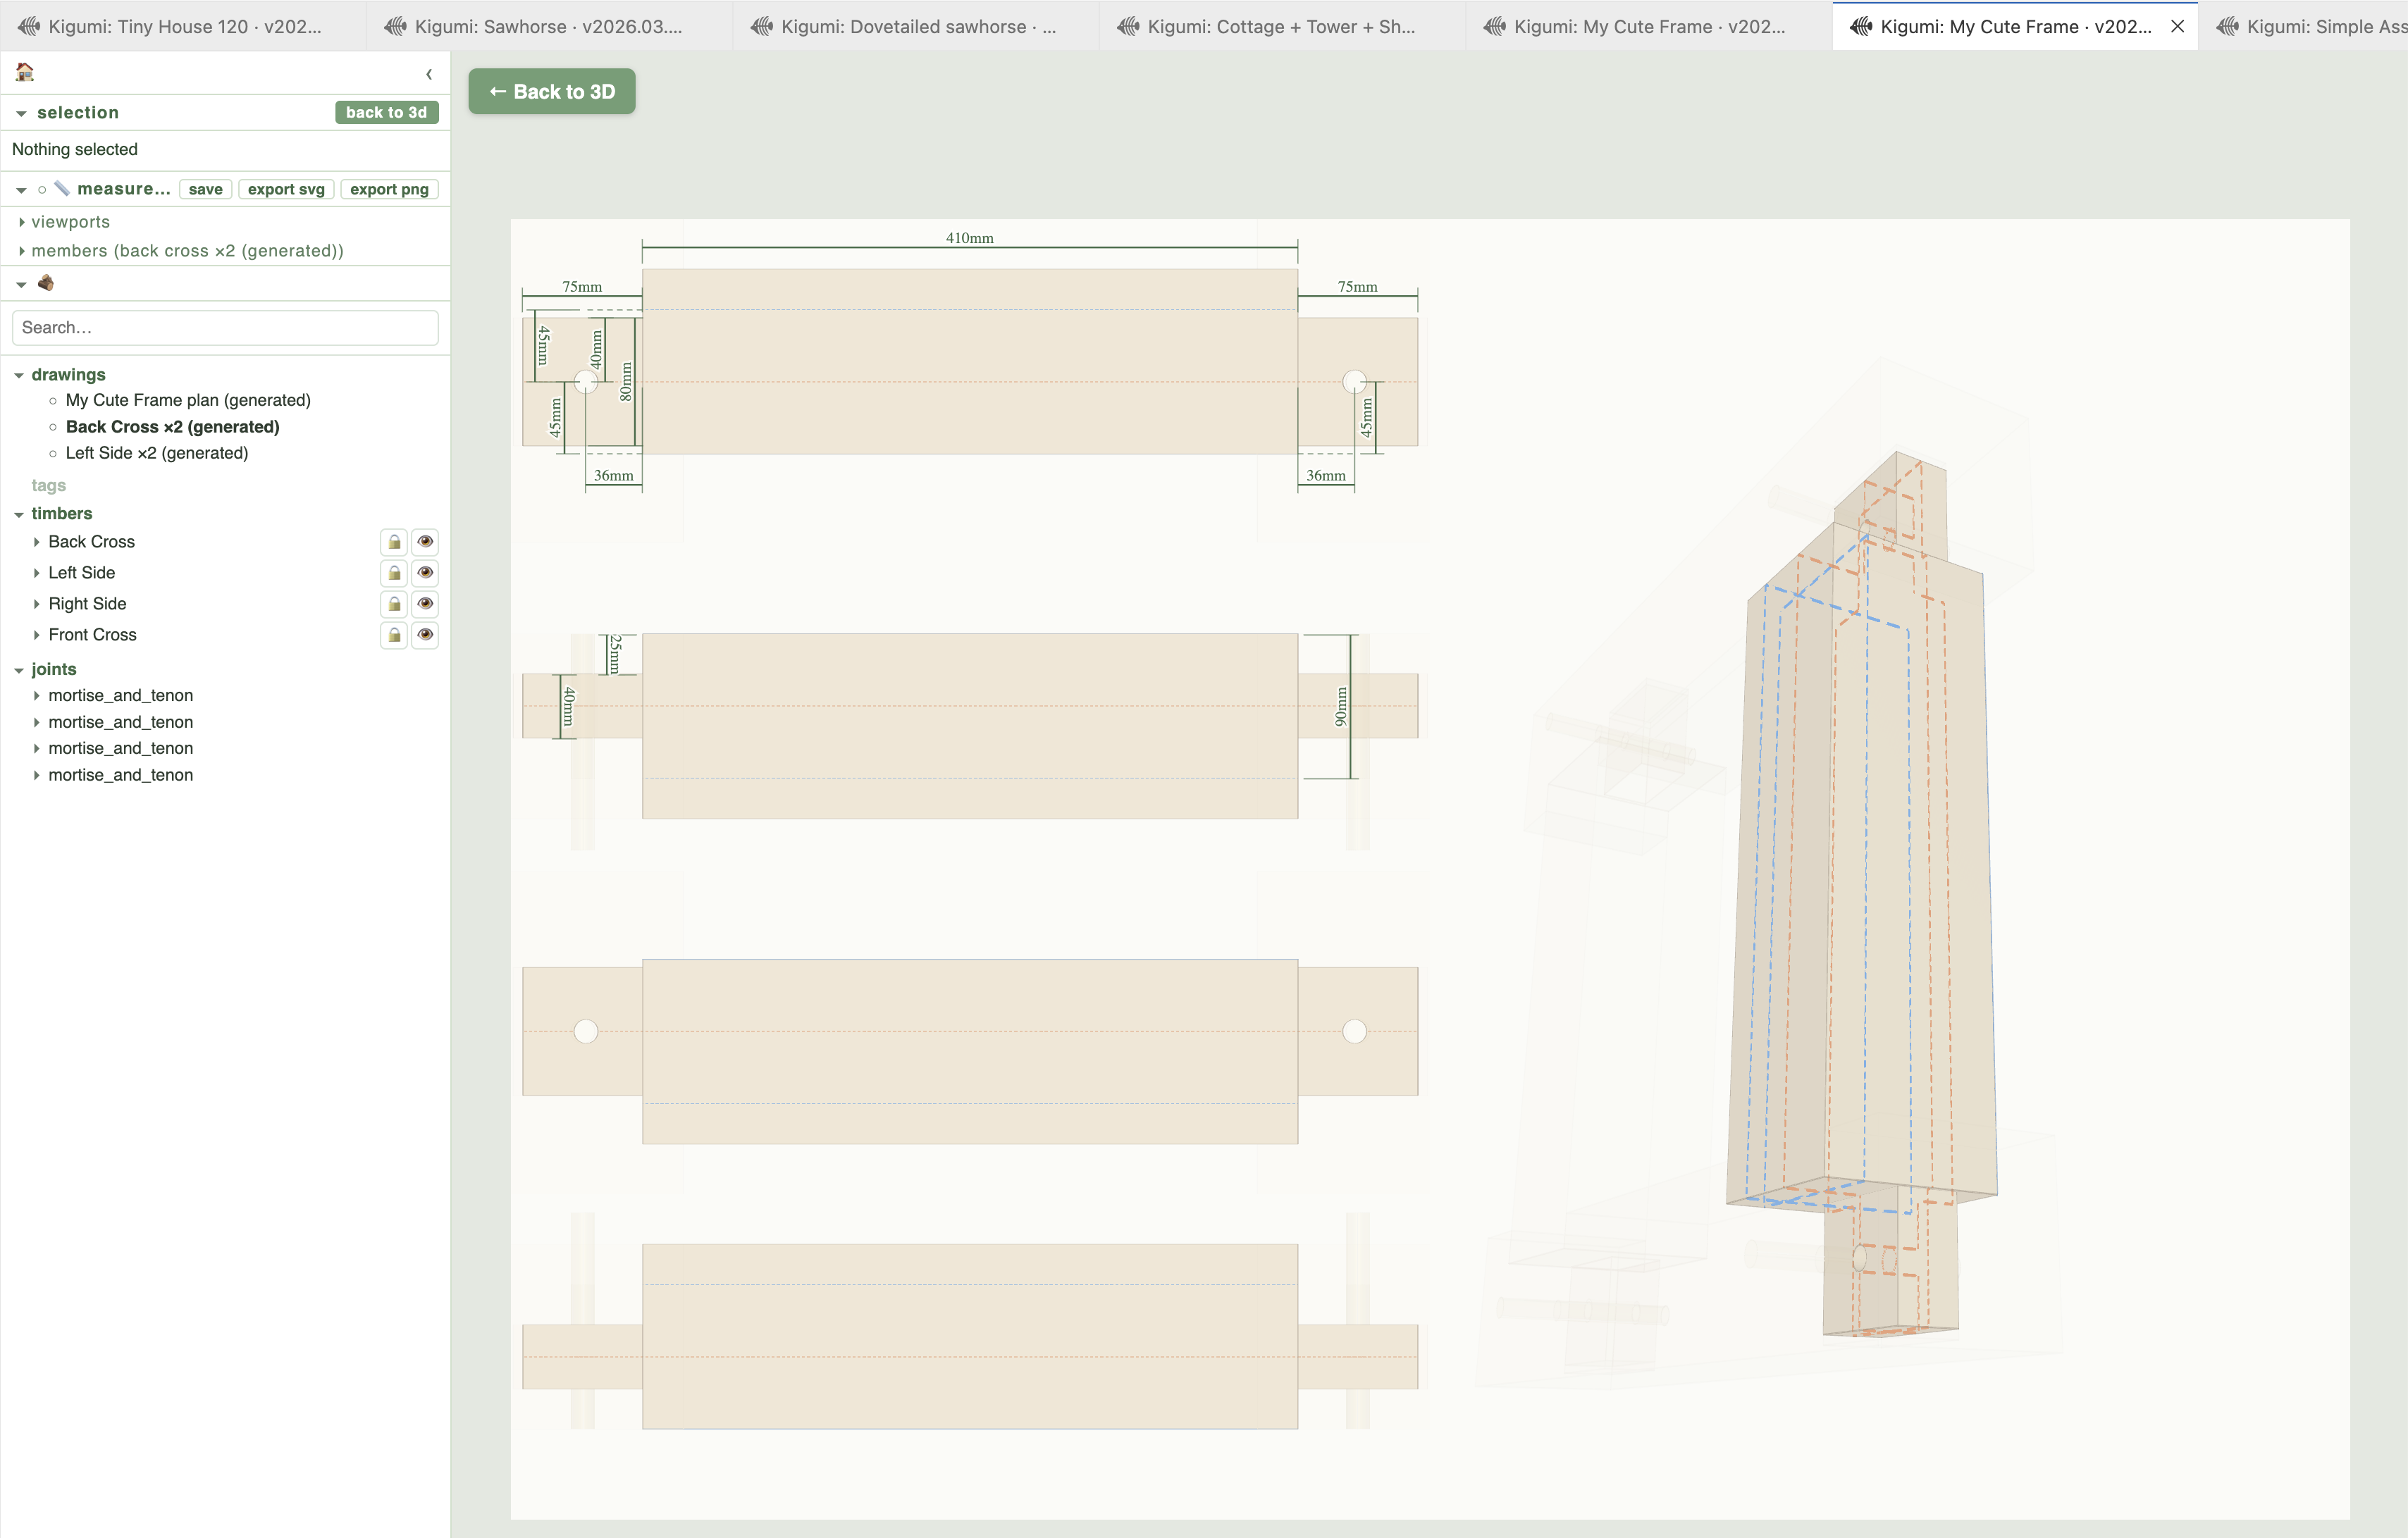 Kigumi: Tiny House 120 · v202...
Kigumi: Sawhorse · v2026.03....
Kigumi: Dovetailed sawhorse · ...
Kigumi: Cottage + Tower + Sh...
Kigumi: My Cute Frame · v202...
Kigumi: My Cute Frame · v202...
Kigumi: Simple Ass
selection
back to 3d
← Back to 3D
Nothing selected
measure...
save
export svg
export png
viewports
members (back cross ×2 (generated))
Search...
drawings
My Cute Frame plan (generated)
Back Cross ×2 (generated)
Left Side ×2 (generated)
tags
timbers
Back Cross
Left Side
Right Side
Front Cross
joints
mortise_and_tenon
mortise_and_tenon
mortise_and_tenon
mortise_and_tenon
410mm
75mm
75mm
45mm
40mm
80mm
45mm
45mm
36mm
36mm
25mm
40mm
90mm